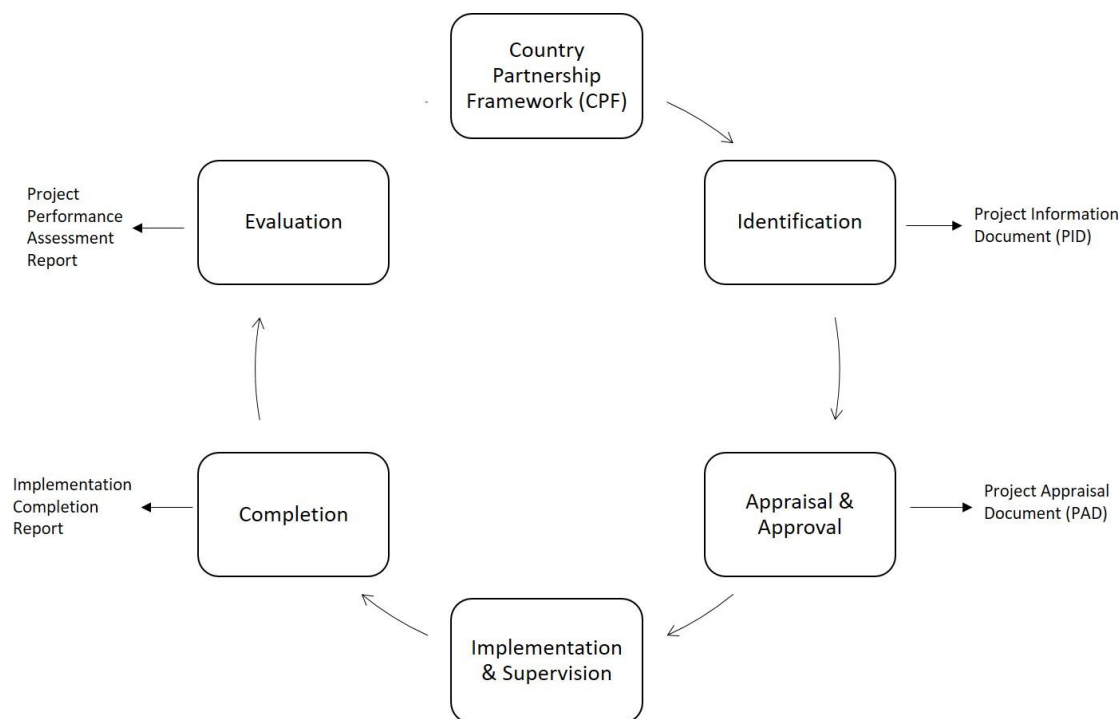 Country
Partnership
Framework (CPF)
Project
Performance
Assessment
Report
Evaluation
Identification
Project Information
Document (PID)
Implementation
Completion
Report
Completion
Appraisal &
Approval
Project Appraisal
Document (PAD)
Implementation
& Supervision